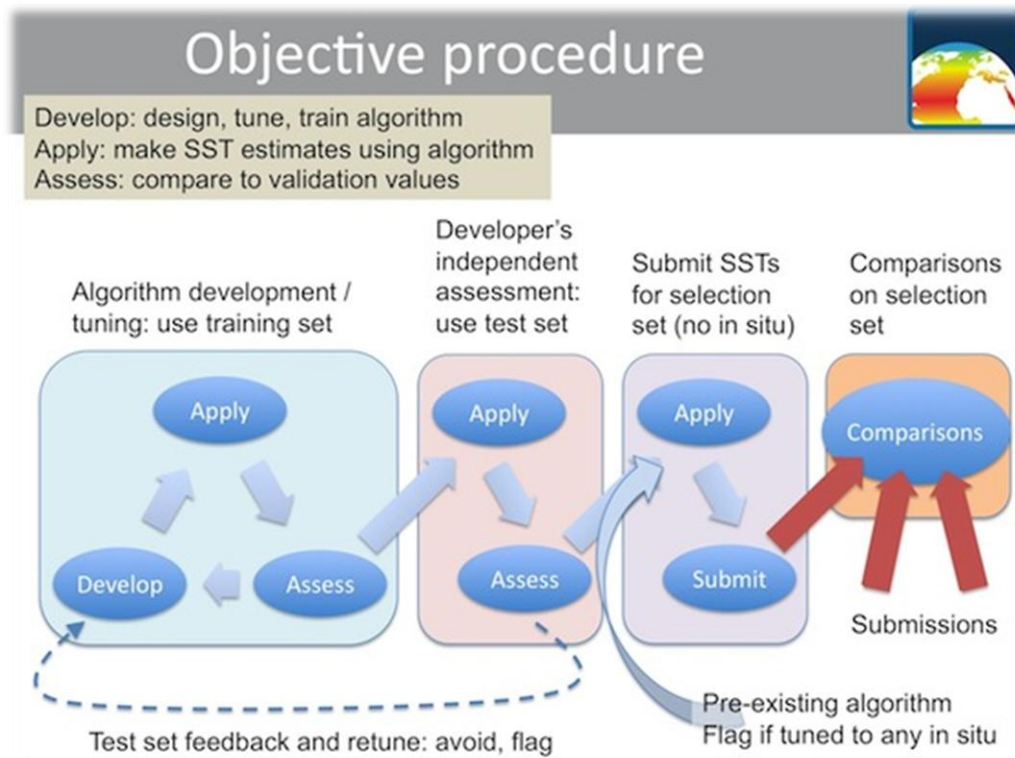 Objective procedure
Develop: design, tune, train algorithm
Apply: make SST estimates using algorithm
Assess: compare to validation values
Algorithm development /
tuning: use training set
Developer's
independent
assessment:
use test set
Submit SSTs
for selection
set (no in situ)
Comparisons
on selection
set
Apply
Develop
Assess
Apply
Assess
Apply
Submit
Comparisons
Submissions
Test set feedback and retune: avoid, flag
Pre-existing algorithm
Flag if tuned to any in situ